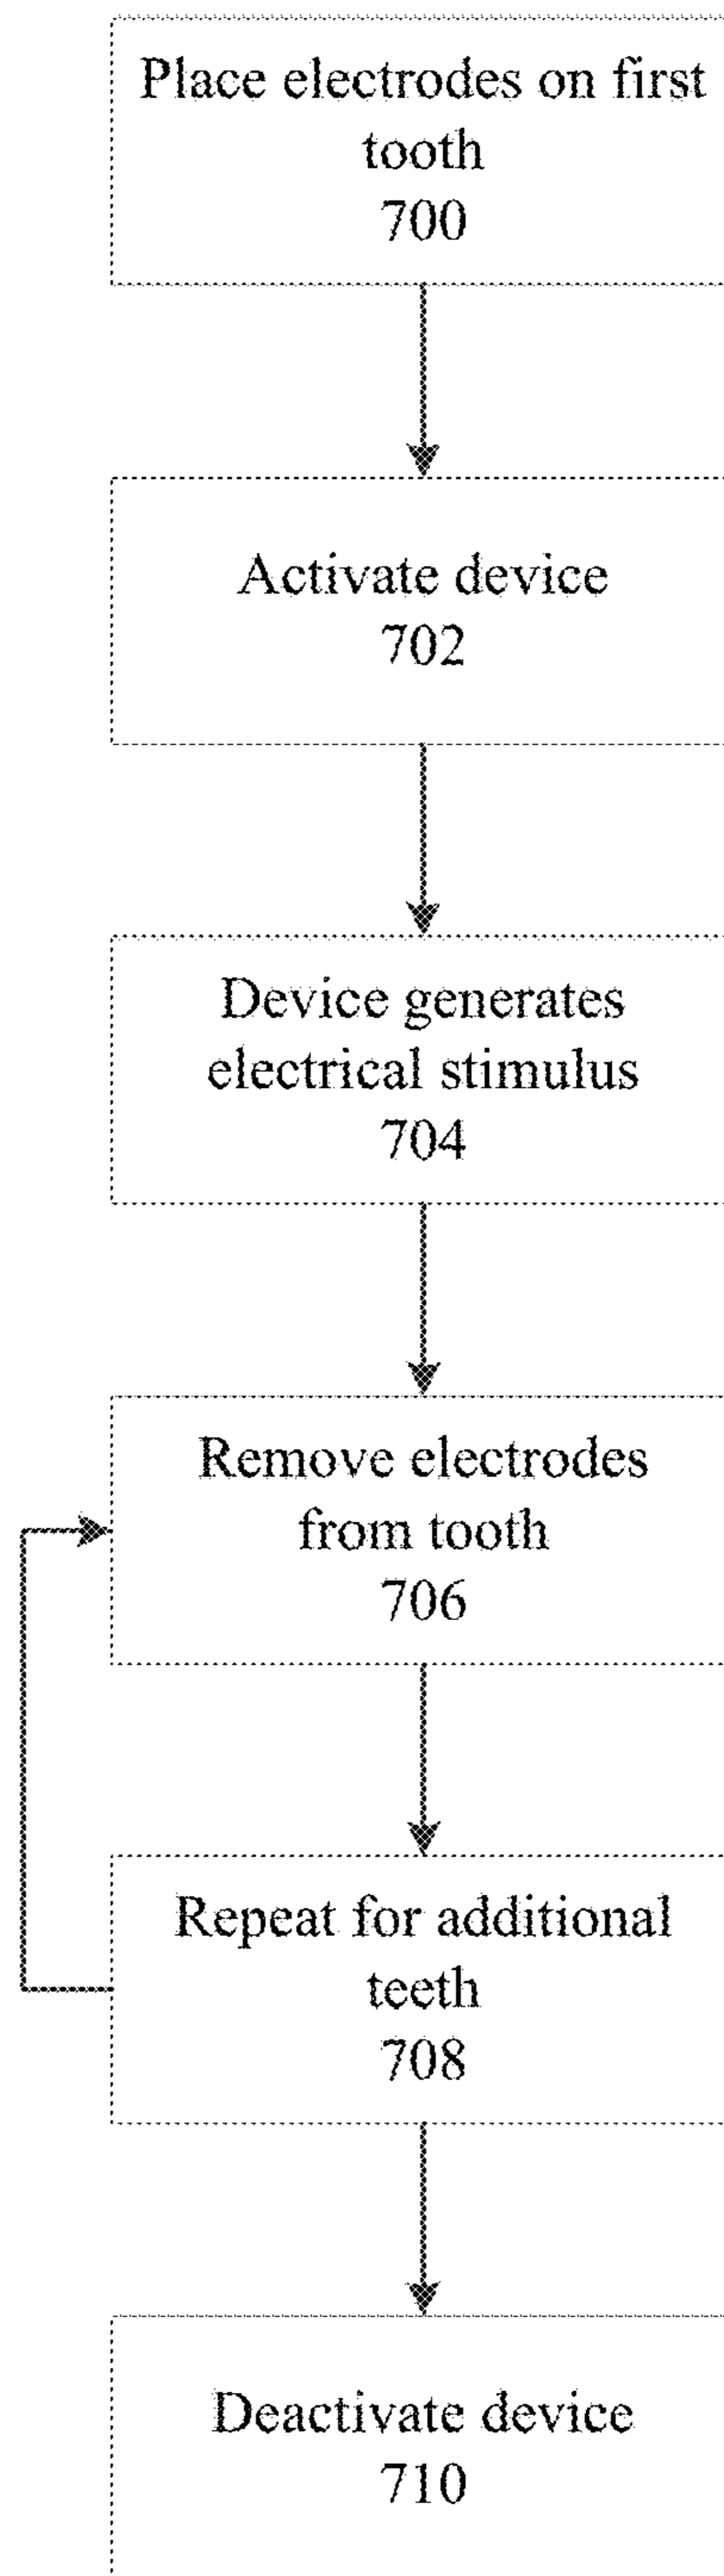 Place electrodes on first
tooth
700
Activate device
702
Device generates
electrical stimulus
704
Remove electrodes
from tooth
706
Repeat for additional
teeth
708
Deactivate device
710